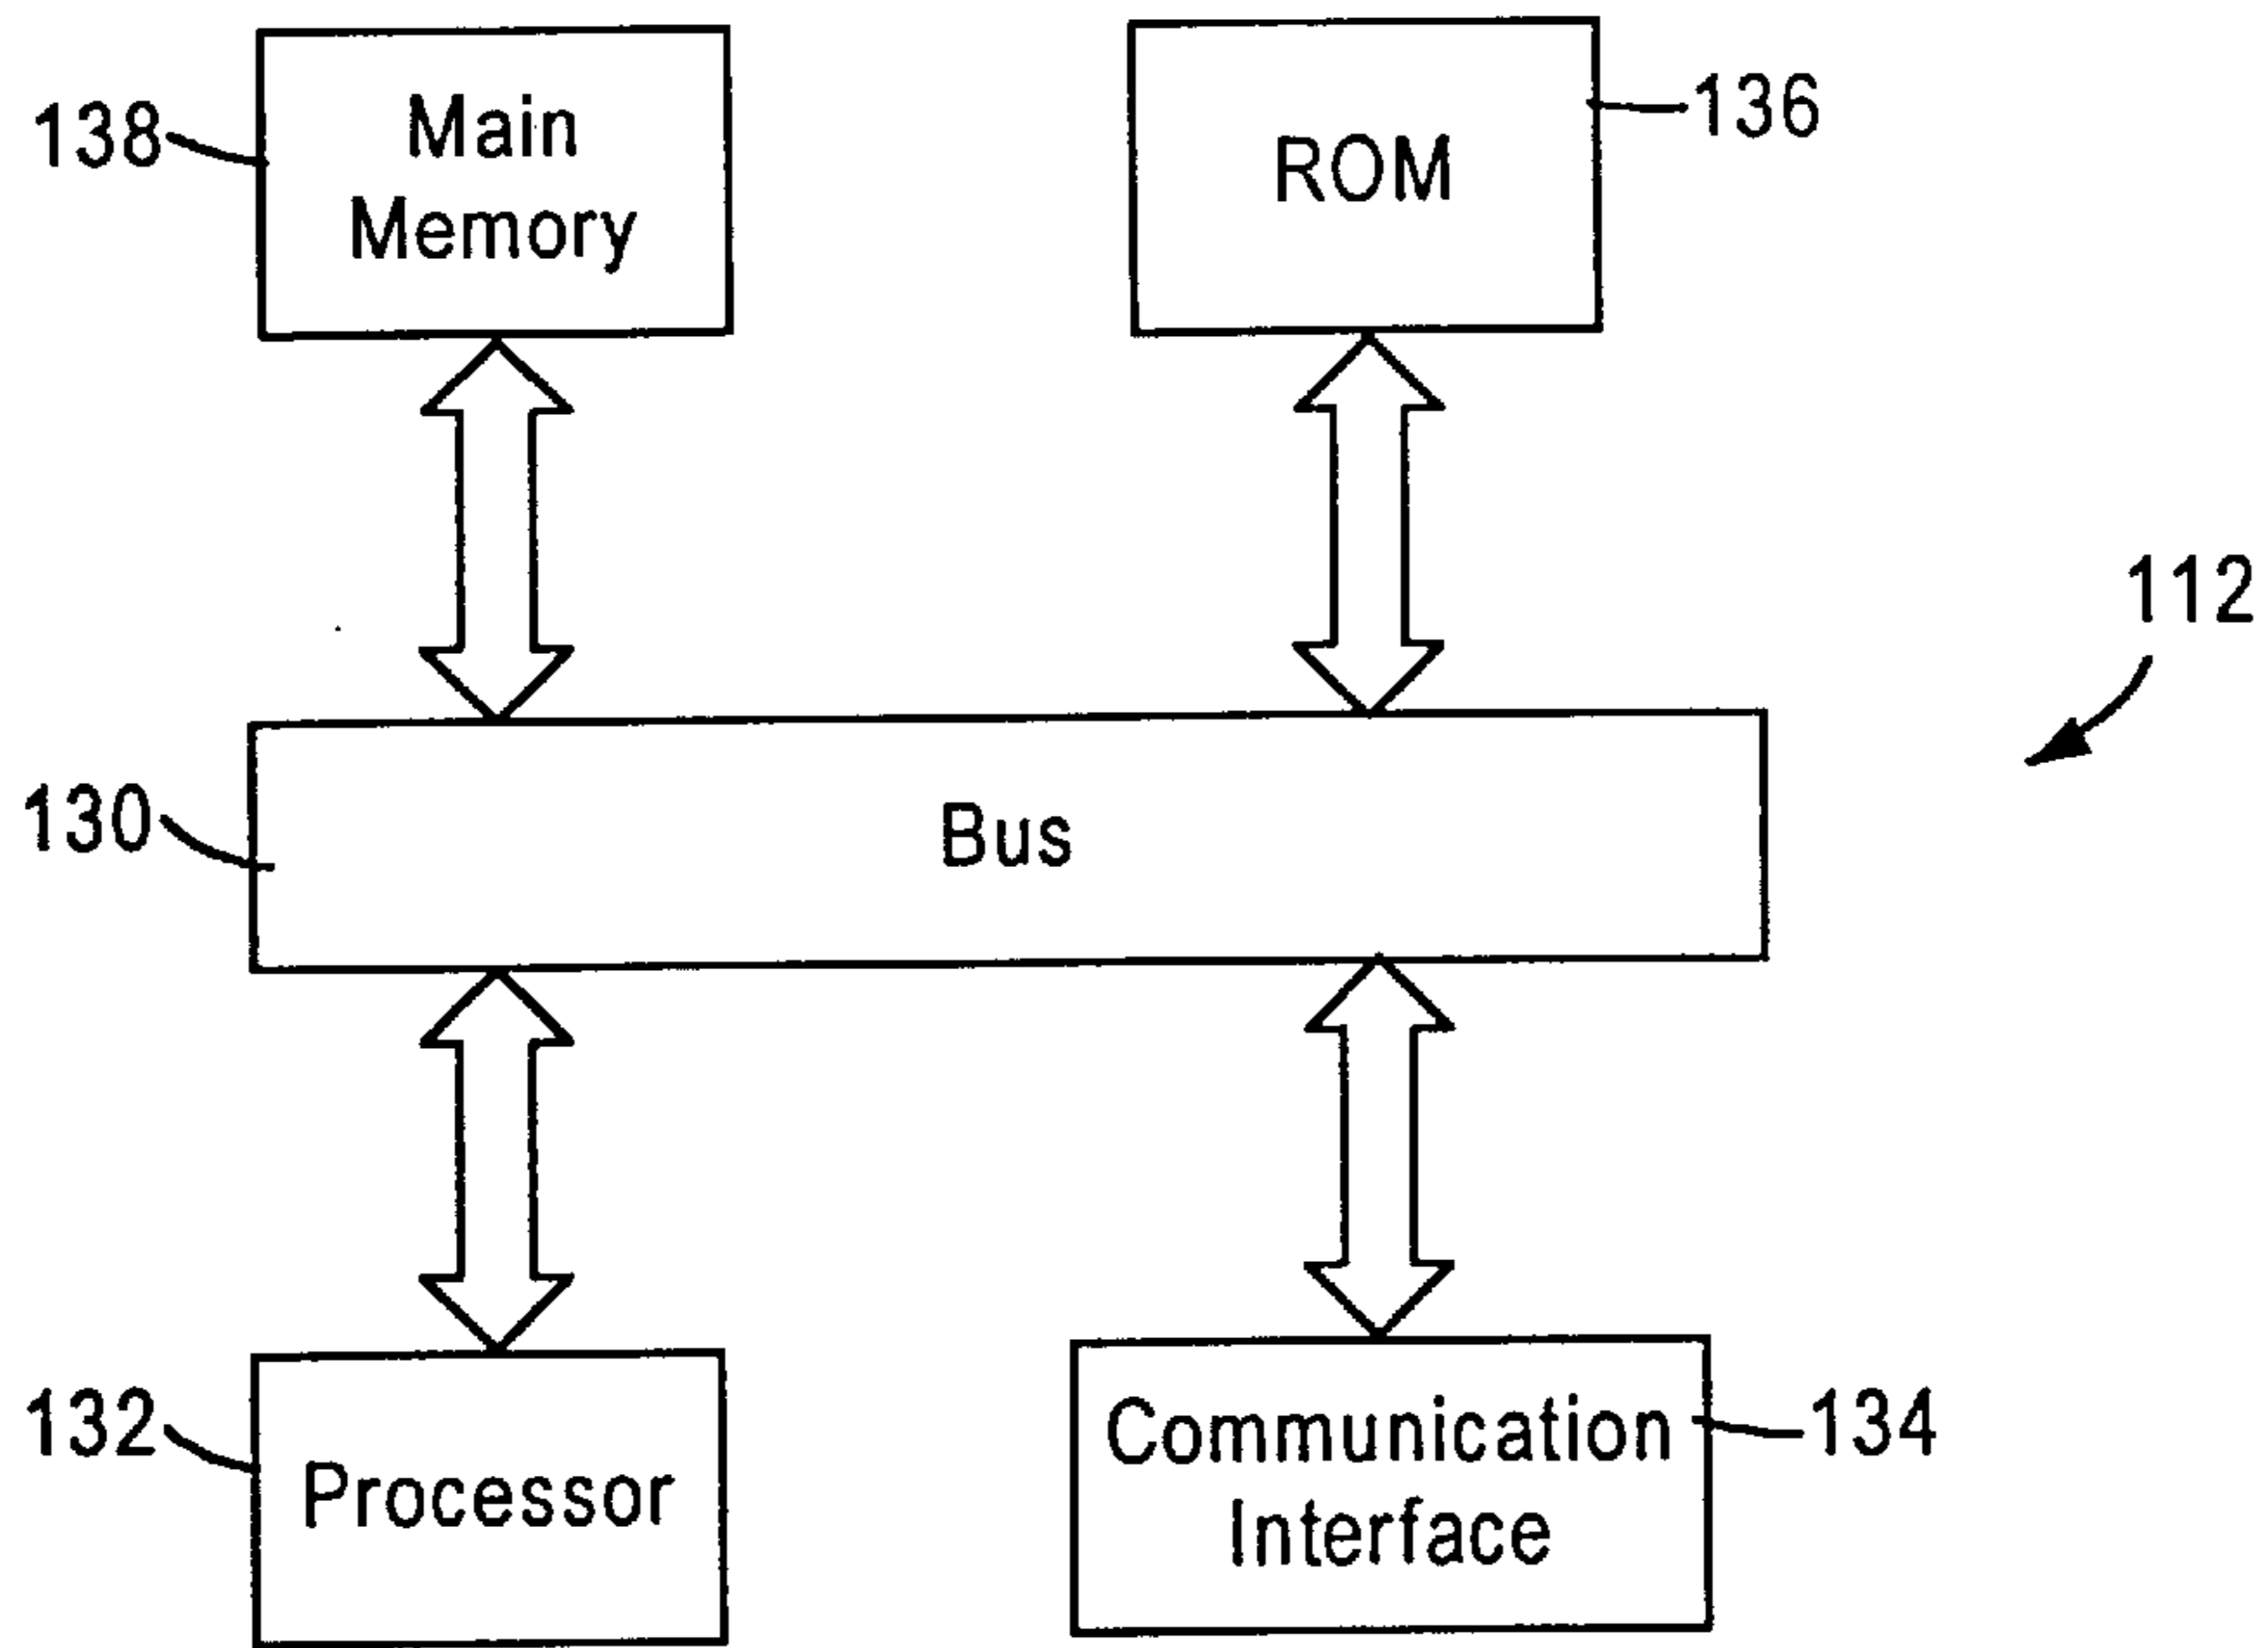 138
Main
Memory
ROM
136
112
130
Bus
132
Processor
Communication
Interface
134